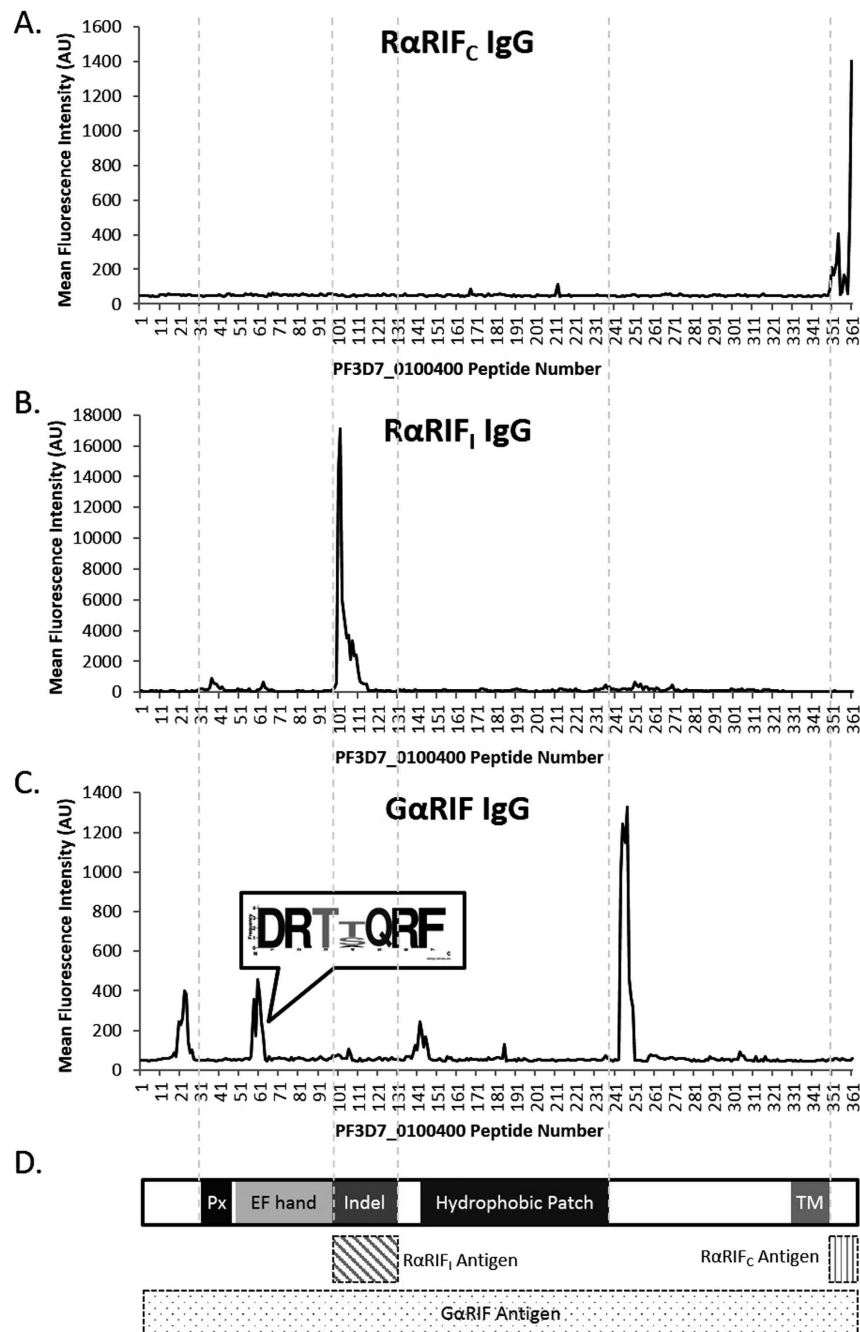 A.
RαRIFC IgG
Mean Fluorescence Intensity (AU)
1600
1400
1200
1000
800
600
400
200
0
1 11 21 31 41 51 61 71 81 91 101 111 121 131 141 151 161 171 181 191 201 211 221 231 241 251 261 271 281 291 301 311 321 331 341 351 361
PF3D7_0100400 Peptide Number
B.
RαRIFI IgG
Mean Fluorescence Intensity (AU)
18000
16000
14000
12000
10000
8000
6000
4000
2000
0
1 11 21 31 41 51 61 71 81 91 101 111 121 131 141 151 161 171 181 191 201 211 221 231 241 251 261 271 281 291 301 311 321 331 341 351 361
PF3D7_0100400 Peptide Number
C.
GαRIF IgG
Mean Fluorescence Intensity (AU)
1400
1200
1000
800
600
400
200
0
DRT QRF
1 11 21 31 41 51 61 71 81 91 101 111 121 131 141 151 161 171 181 191 201 211 221 231 241 251 261 271 281 291 301 311 321 331 341 351 361
PF3D7_0100400 Peptide Number
D.
Px EF hand Indel Hydrophobic Patch TM
RαRIFI Antigen RαRIFC Antigen
GαRIF Antigen